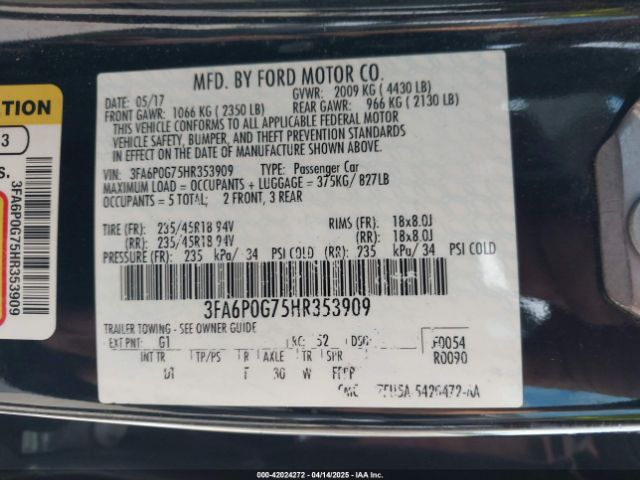 MFD. BY FORD MOTOR CO.
DATE: 05/17 GVWR: 2009 KG ( 4430 LB)
FRONT GAWR: 1066 KG ( 2350 LB) REAR GAWR: 966 KG ( 2130 LB)
THIS VEHICLE CONFORMS TO ALL APPLICABLE FEDERAL MOTOR
VEHICLE SAFETY, BUMPER, AND THEFT PREVENTION STANDARDS
IN EFFECT ON THE DATE OF MANUFACTURE SHOWN ABOVE.
VIN: 3FA6P0G75HR353909 TYPE: Passenger Car
MAXIMUM LOAD = OCCUPANTS + LUGGAGE = 375KG/ 827LB
OCCUPANTS = 5 TOTAL; 2 FRONT, 3 REAR
TIRE (FR): 235/45R18 94V RIMS (FR): 18x8.0J
(RR): 235/45R18 94V (RR): 18x8.0J
PRESSURE (FR): 235 kPa/ 34 PSI COLD (RR): 235 kPa/ 34 PSI COLD
3FA6P0G75HR353909
TRAILER TOWING - SEE OWNER GUIDE
EXT PNT: G1 RC: 52 DSO: F0054
INT TR TP/PS R AXLE TR SPR R0090
30 W
TION
3
S.
3FA6P0G75HR353909
000-42024272 - 04/14/2025 - IAAI, Inc.